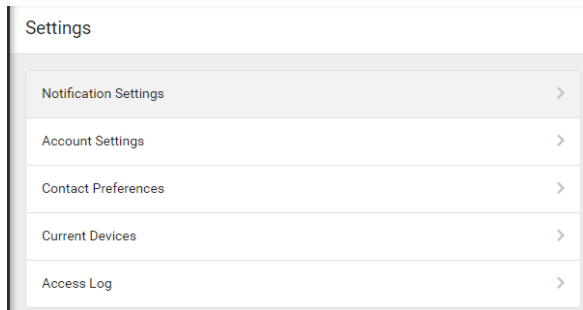 Settings
Notification Settings
Account Settings
Contact Preferences
Current Devices
Access Log